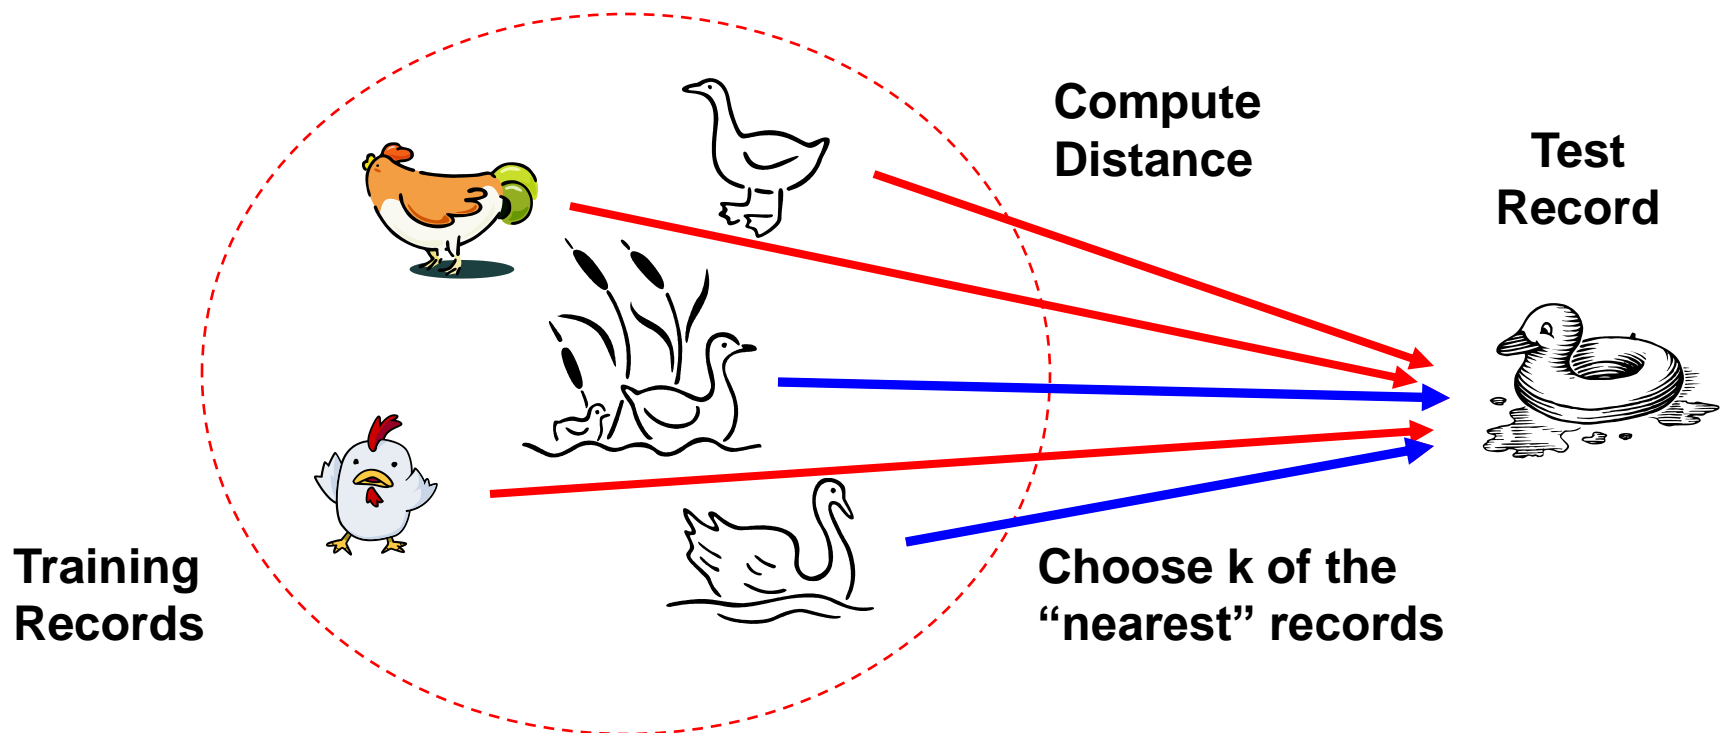 Compute
Distance
Test
Record
Training
Records
Choose k of the
“nearest” records